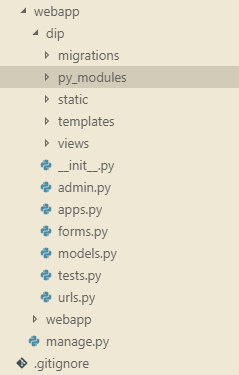 webapp
dip
migrations
py_modules
static
templates
views
__init__.py
admin.py
apps.py
forms.py
models.py
tests.py
urls.py
webapp
manage.py
.gitignore